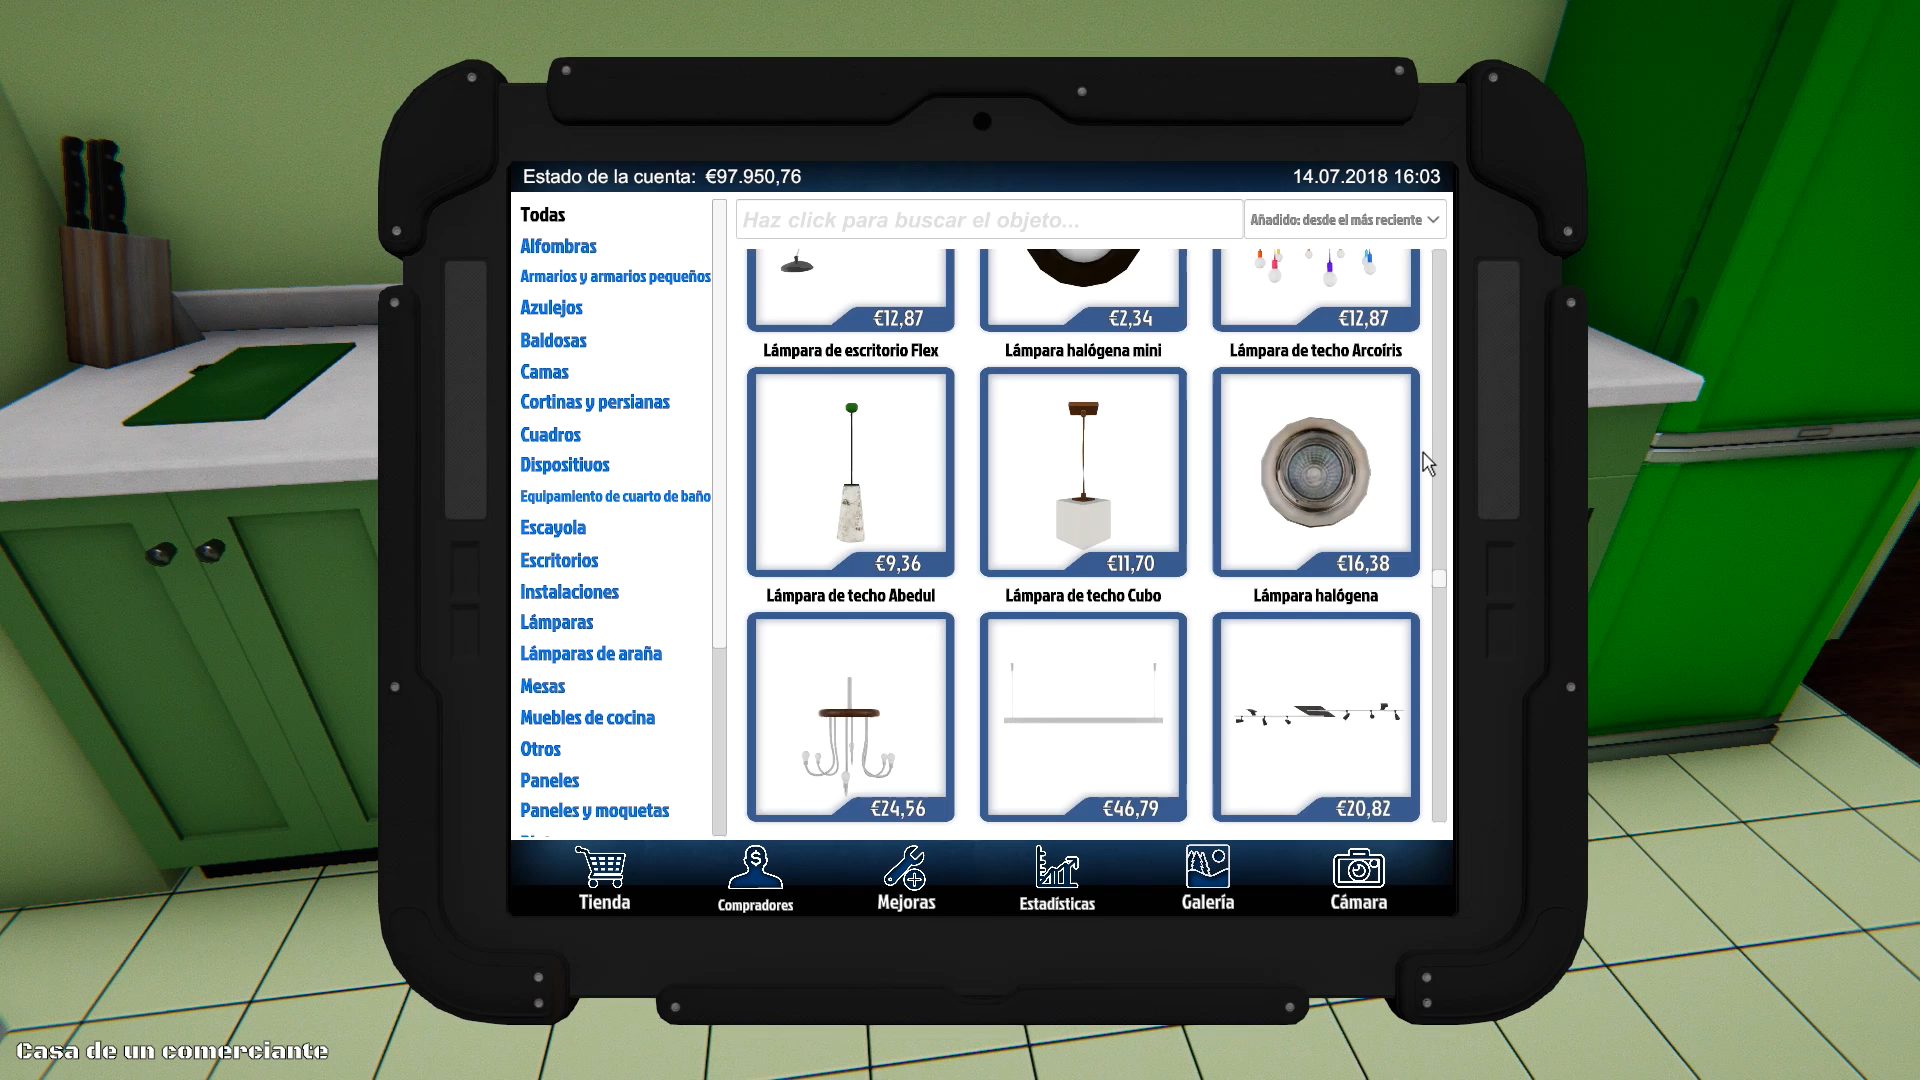 Estado de la cuenta: €97.950,76
14.07.2018 16:03
Todas
Alfombras
Armarios y armarios pequeños
Azulejos
Baldosas
Camas
Cortinas y persianas
Cuadros
Dispositivos
Equipamiento de cuarto de baño
Escayola
Escritorios
Instalaciones
Lámparas
Lámparas de araña
Mesas
Muebles de cocina
Otros
Paneles
Paneles y moquetas
Haz click para buscar el objeto...
Añadido: desde el más reciente
€12,87
€2,34
€12,87
Lámpara de escritorio Flex
Lámpara halógena mini
Lámpara de techo Arcoíris
€9,36
€11,70
€16,38
Lámpara de techo Abedul
Lámpara de techo Cubo
Lámpara halógena
€24,56
€46,79
€20,82
Tienda
Compradores
Mejoras
Estadísticas
Galería
Cámara
Casa de un comerciante